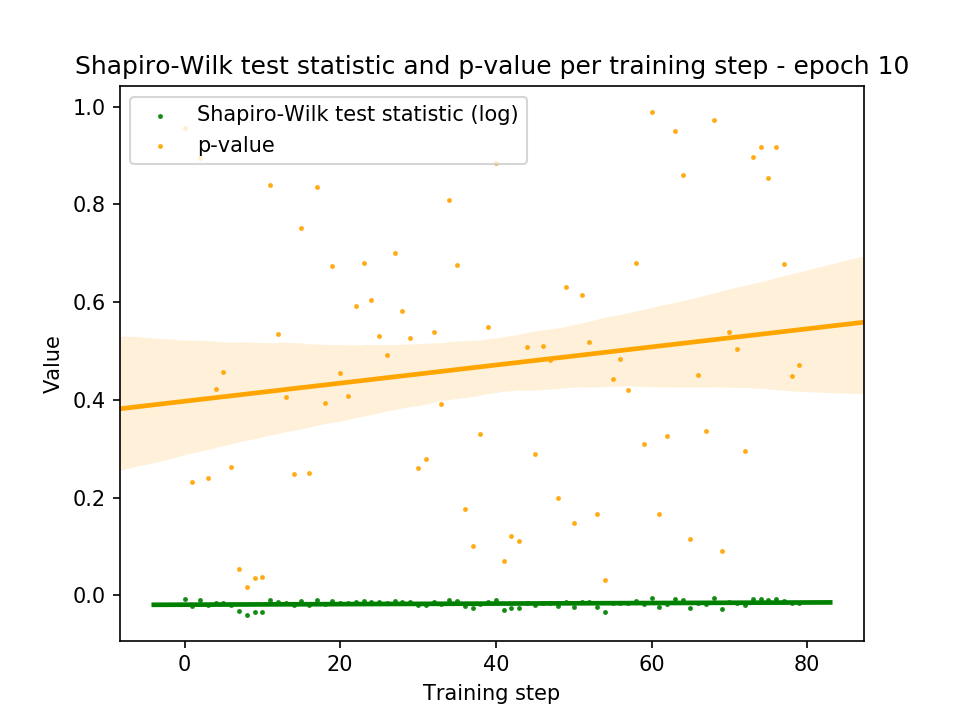 Shapiro-Wilk test statistic and p-value per training step - epoch 10
Shapiro-Wilk test statistic (log)
p-value
Value
1.0
0.8
0.6
0.4
0.2
0.0
0 20 40 60 80
Training step